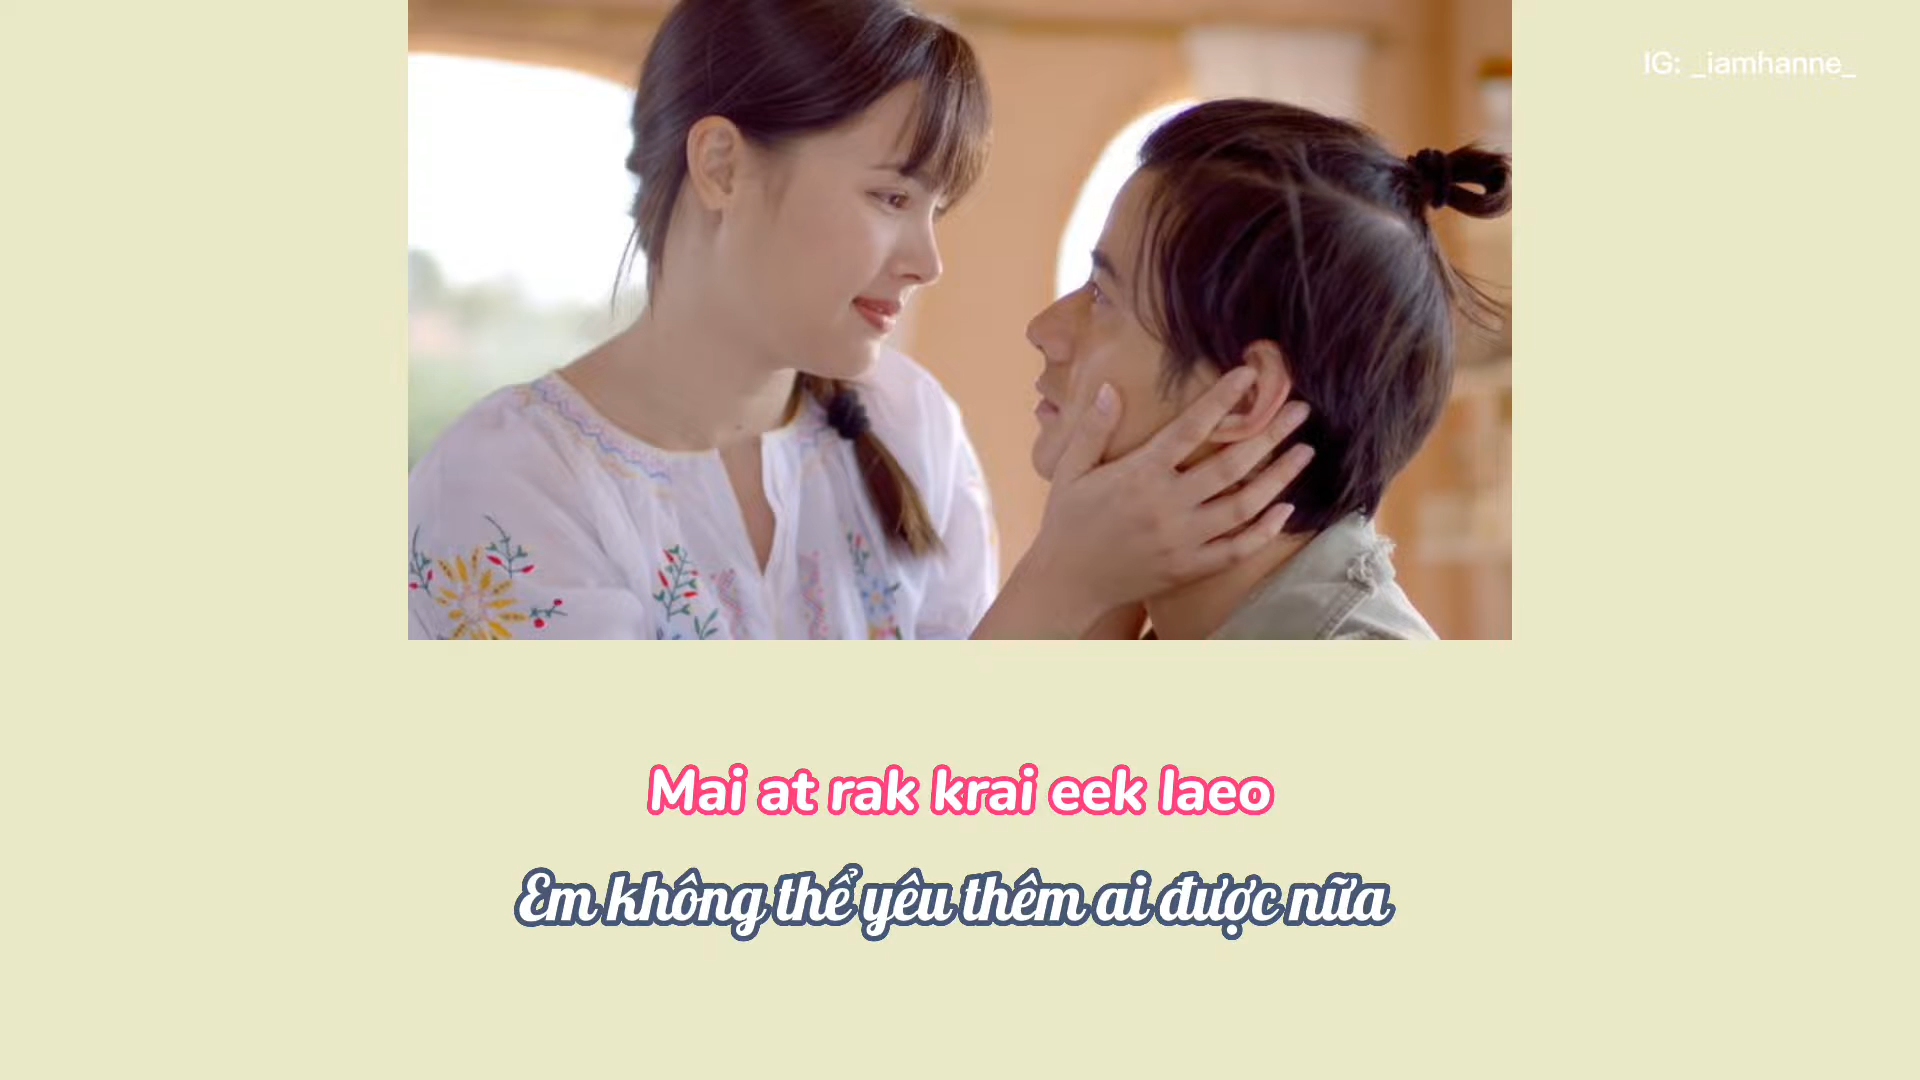 IG: _iamhanne_
Mai at rak krai eek laeo
Em không thể yêu thêm ai được nữa